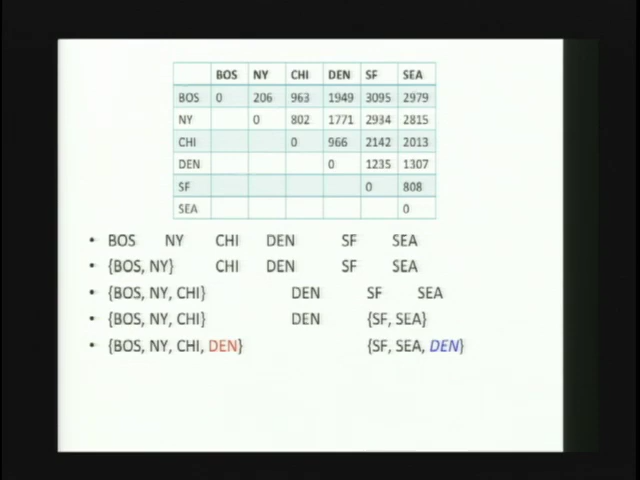 BOS NY CHI DEN SF SEA
BOS 0 206 963 1949 3095 2979
NY 0 802 1771 2934 2815
CHI 0 966 2142 2013
DEN 0 1235 1307
SF 0 808
SEA 0
• BOS NY CHI DEN SF SEA
• {BOS, NY} CHI DEN SF SEA
• {BOS, NY, CHI} DEN SF SEA
• {BOS, NY, CHI} DEN {SF, SEA}
• {BOS, NY, CHI, DEN} {SF, SEA, DEN}